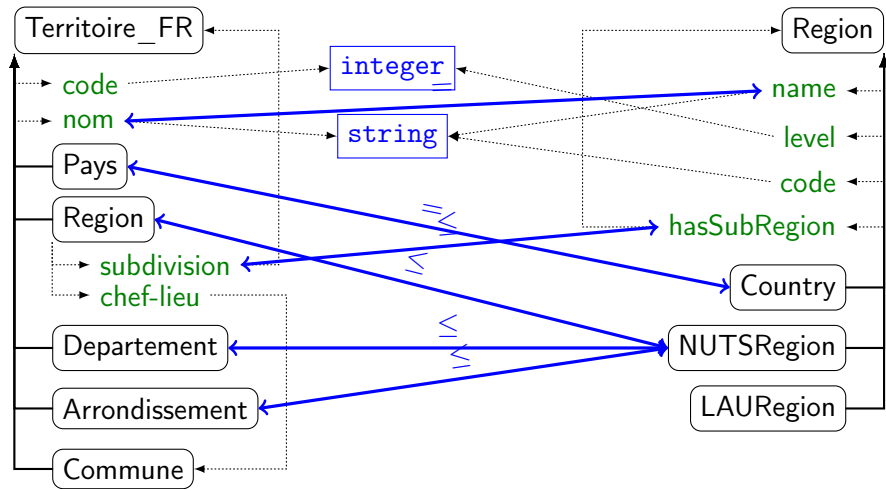 Territoire_FR
Region
integer
code
=
name
nom
string
level
Pays
code
=
Region
≤
hasSubRegion
subdivision
≤
chef-lieu
Country
≤
Departement
NUTSRegion
≤
Arrondissement
LAURegion
Commune